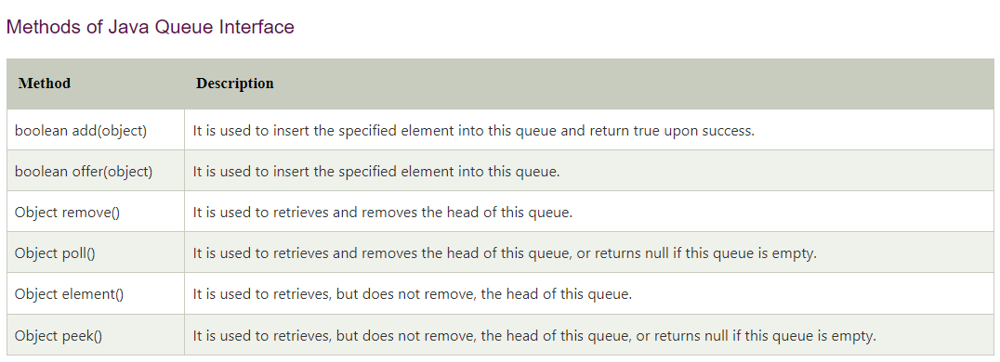 Methods of Java Queue Interface
Method Description
boolean add(object) It is used to insert the specified element into this queue and return true upon success.
boolean offer(object) It is used to insert the specified element into this queue.
Object remove() It is used to retrieves and removes the head of this queue.
Object poll() It is used to retrieves and removes the head of this queue, or returns null if this queue is empty.
Object element() It is used to retrieves, but does not remove, the head of this queue.
Object peek() It is used to retrieves, but does not remove, the head of this queue, or returns null if this queue is empty.